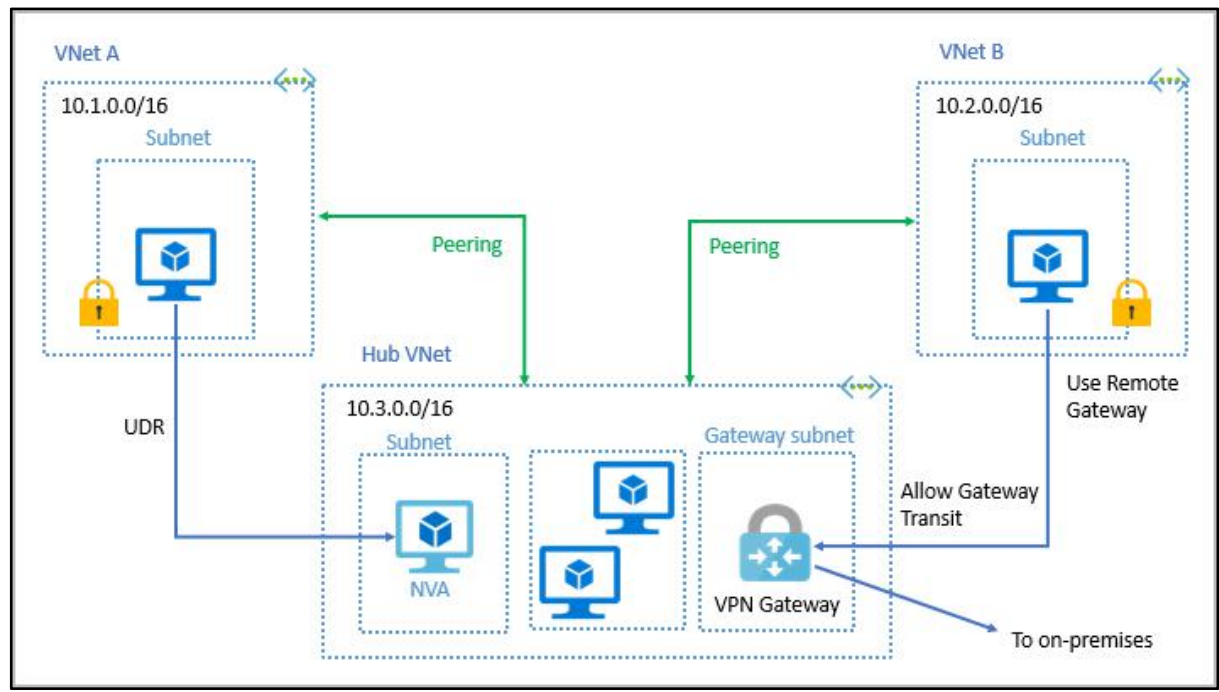 VNet A
VNet B
10.1.0.0/16
10.2.0.0/16
Subnet
Subnet
Peering
Peering
Hub VNet
Use Remote
Gateway
UDR
10.3.0.0/16
Subnet
Gateway subnet
Allow Gateway
Transit
NVA
VPN Gateway
To on-premises